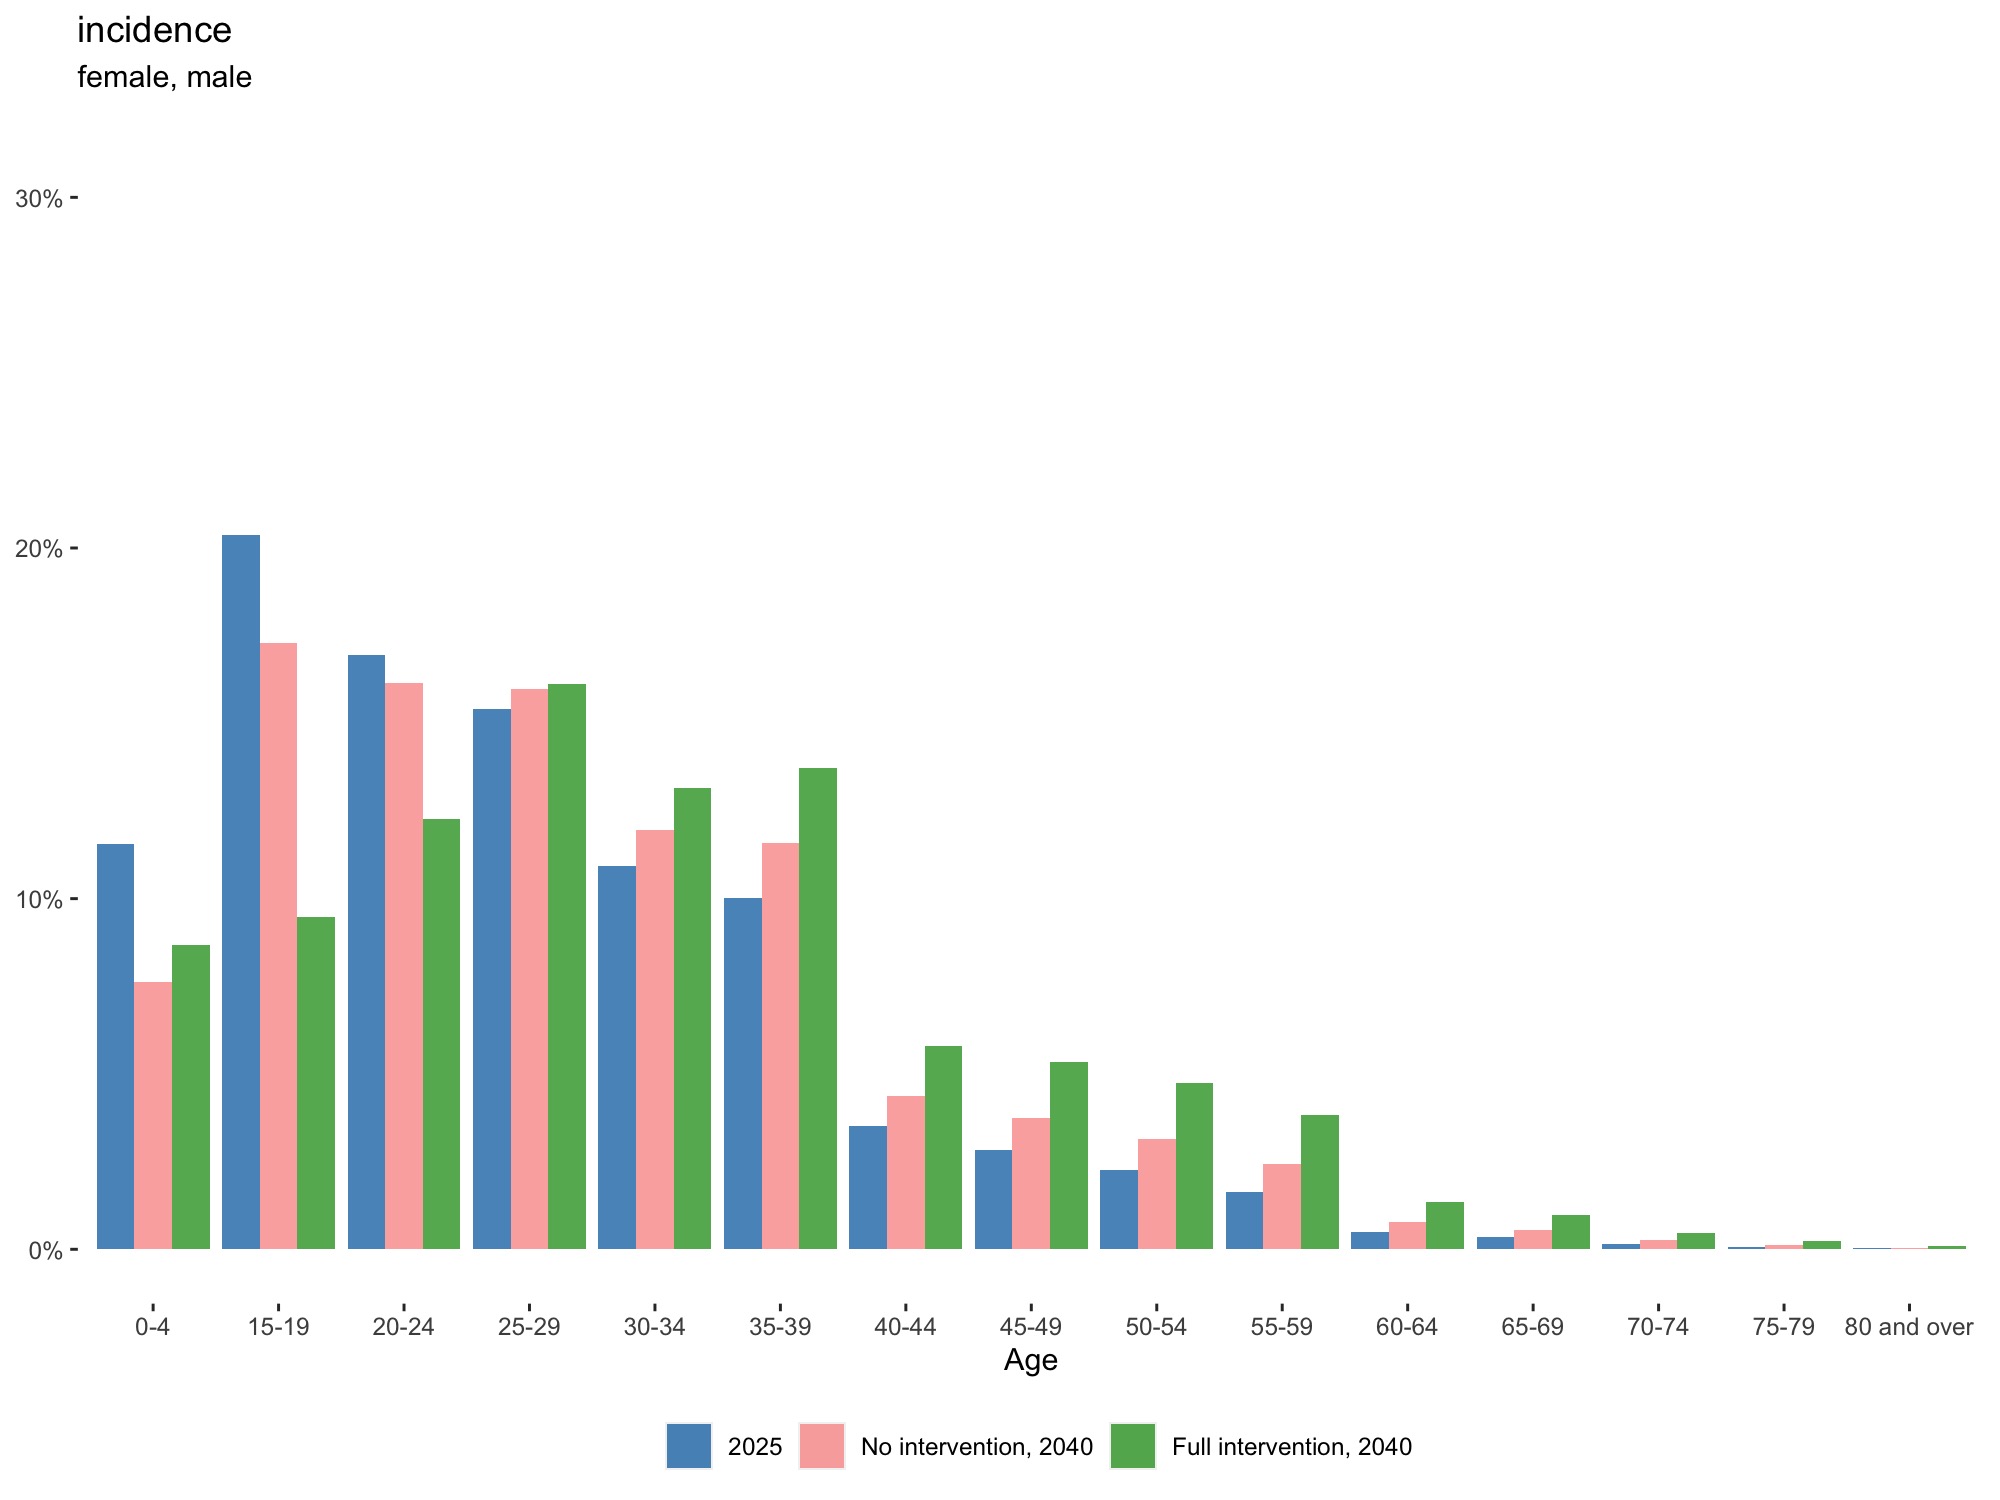 incidence
female, male
30%
20%
10%
0%
0-4 15-19 20-24 25-29 30-34 35-39 40-44 45-49 50-54 55-59 60-64 65-69 70-74 75-79 80 and over
Age
2025 No intervention, 2040 Full intervention, 2040